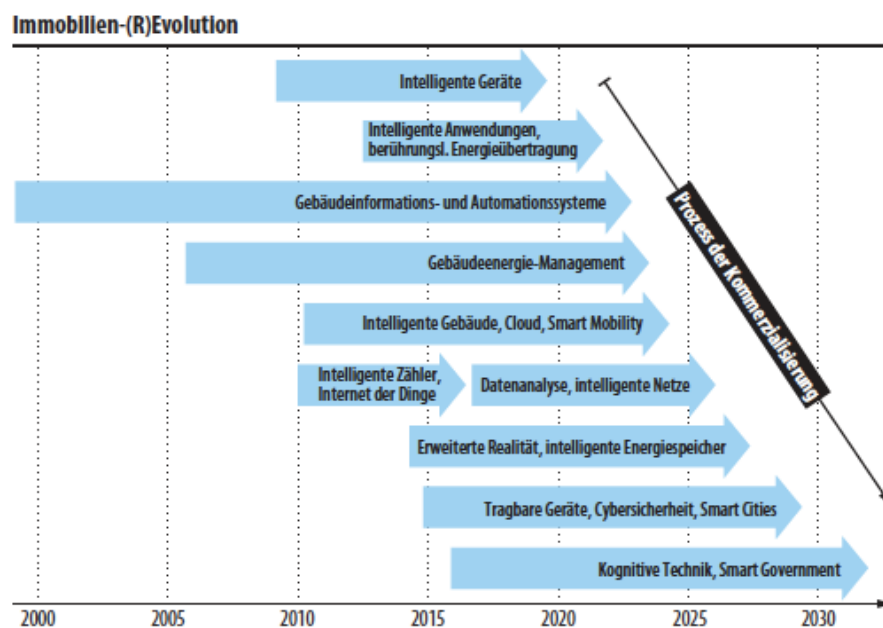 Immobilien-(R)Evolution
Intelligente Geräte
Intelligente Anwendungen,
berührungsl. Energieübertragung
Gebäudeinformations- und Automationssysteme
Gebäudeenergie-Management
Intelligente Gebäude, Cloud, Smart Mobility
Intelligente Zähler,
Internet der Dinge
Datenanalyse, intelligente Netze
Erweiterte Realität, intelligente Energiespeicher
Tragbare Geräte, Cybersicherheit, Smart Cities
Kognitive Technik, Smart Government
Prozess der Kommerzialisierung
2000 2005 2010 2015 2020 2025 2030